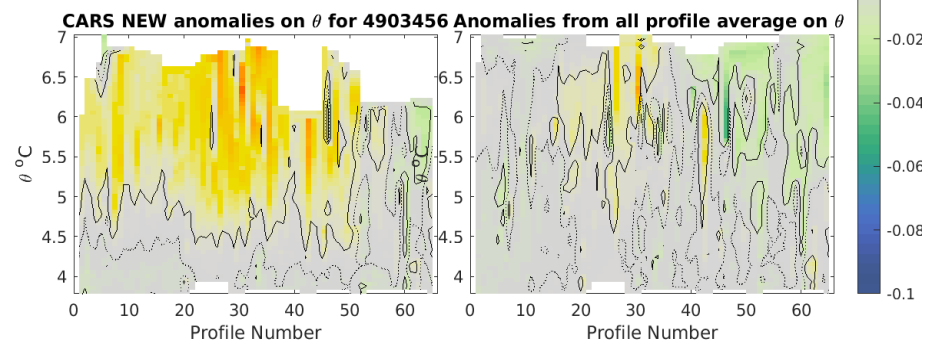 CARS NEW anomalies on θ for 4903456
Anomalies from all profile average on θ
7
6.5
6
5.5
5
4.5
4
θ °C
0 10 20 30 40 50 60
Profile Number
7
6.5
6
5.5
5
4.5
4
θ °C
0 10 20 30 40 50 60
Profile Number
-0.02
-0.04
-0.06
-0.08
-0.1